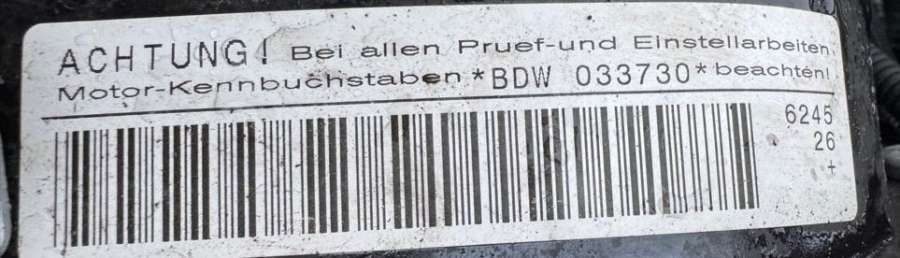 ACHTUNG! Bei allen Pruef-und Einstellarbeiten
Motor-Kennbuchstaben *BDW 033730* beachten!
6245
26
+